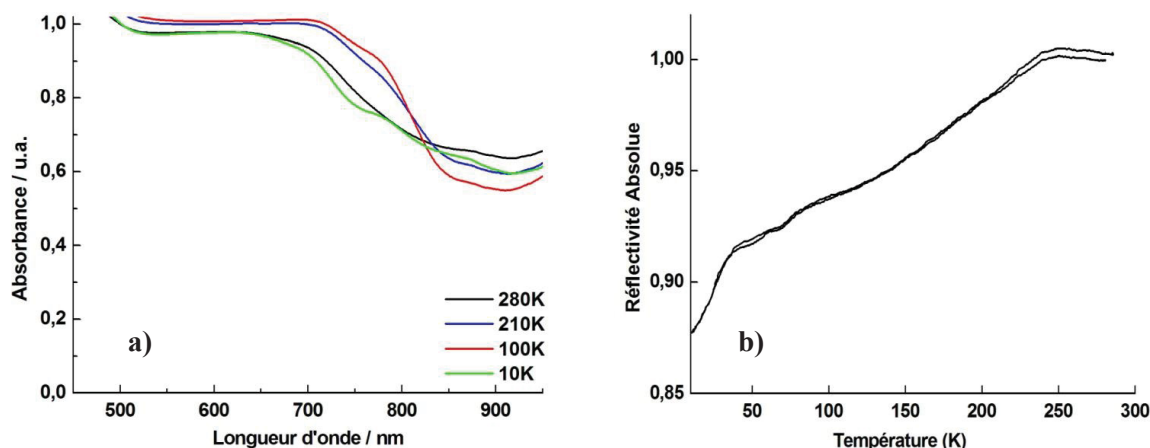 1,0
0,8
0,6
0,4
0,2
0,0
Absorbance / u.a.
500 600 700 800 900
Longueur d'onde / nm
280K
210K
100K
10K
a)
1,00
0,95
0,90
0,85
Réflectivité Absolue
50 100 150 200 250 300
Température (K)
b)